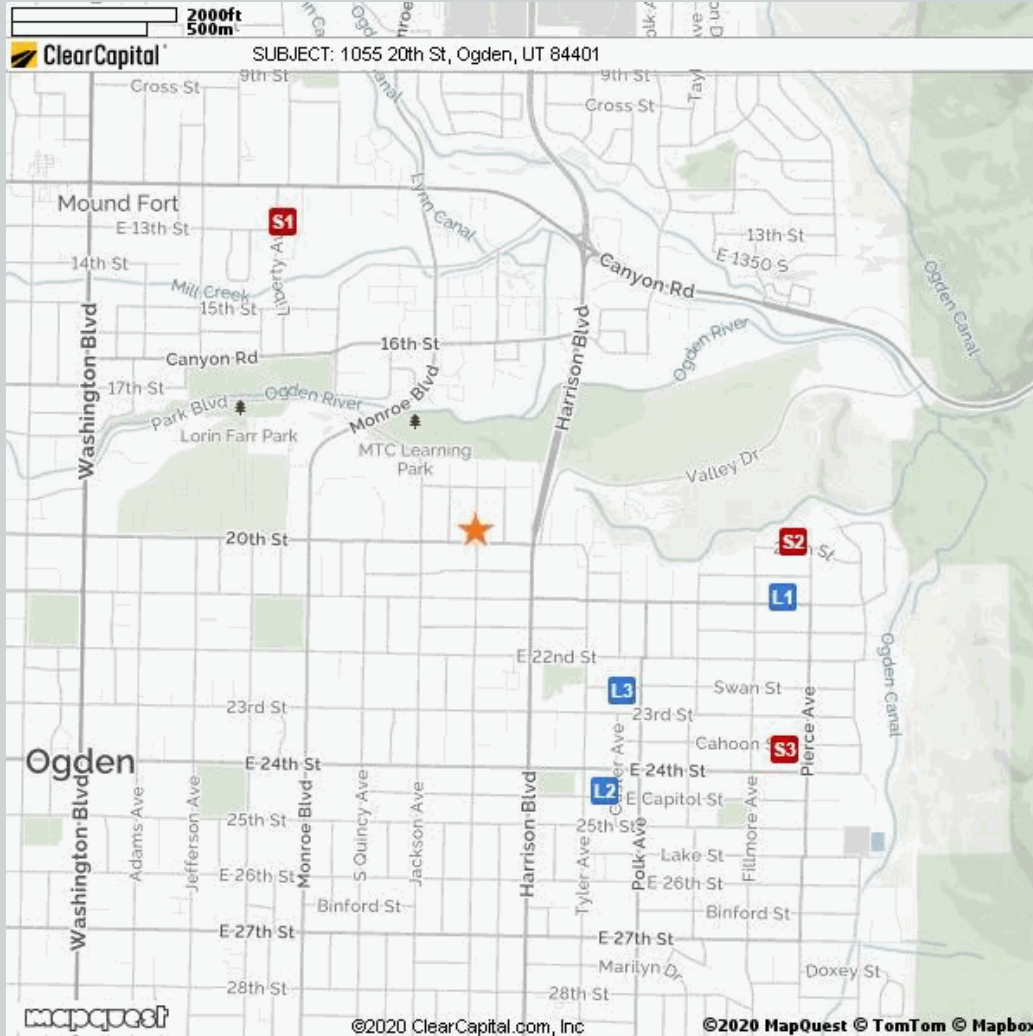 2000ft
500m
ClearCapital
SUBJECT: 1055 20th St, Ogden, UT 84401
9th St
9th St
Cross St
Cross St
Mound Fort
S1
E 13th St
13th St
Lynn Canal
E 1350 S
14th St
Canyon Rd
Mill Creek
15th St
Ogden Canal
Washington Blvd
Harrison Blvd
Ogden River
16th St
Canyon Rd
17th St
Park Blvd
Ogden River
Monroe Blvd
Lorin Farr Park
MTC Learning
Park
Valley Dr
20th St
S2
L1
E 22nd St
Ogden Canal
L3
Swan St
23rd St
23rd St
Pierce Ave
S3
Ogden
E 24th St
E 24th St
L2
E Capitol St
25th St
25th St
Washington Blvd
Adams Ave
Jefferson Ave
Monroe Blvd
S Quincy Ave
Jackson Ave
Harrison Blvd
Tyler Ave
Polk Ave
Fillmore Ave
Lake St
E 26th St
E 26th St
Binford St
Binford St
E 27th St
E 27th St
Marilyn Dr
Doxey St
28th St
28th St
mapquest
©2020 ClearCapital.com, Inc
©2020 MapQuest © TomTom © Mapbox